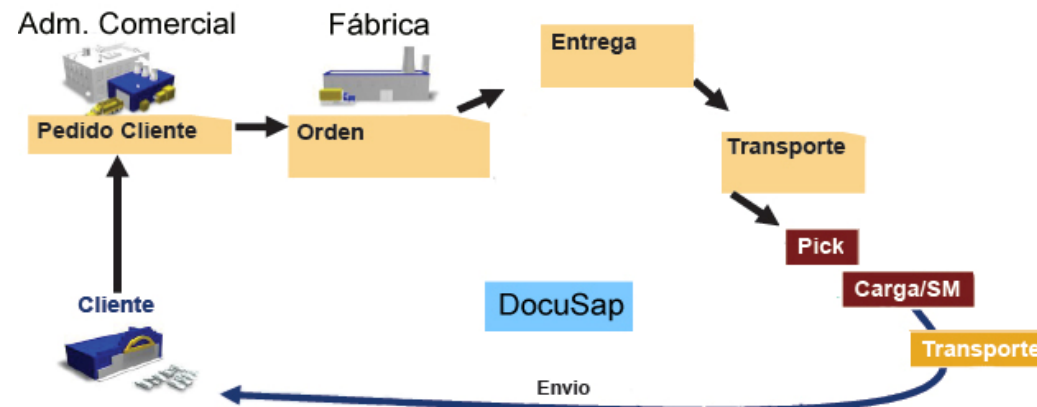 Adm. Comercial
Fábrica
Entrega
Pedido Cliente
Orden
Transporte
Pick
Carga/SM
Cliente
DocuSap
Transporte
Envio